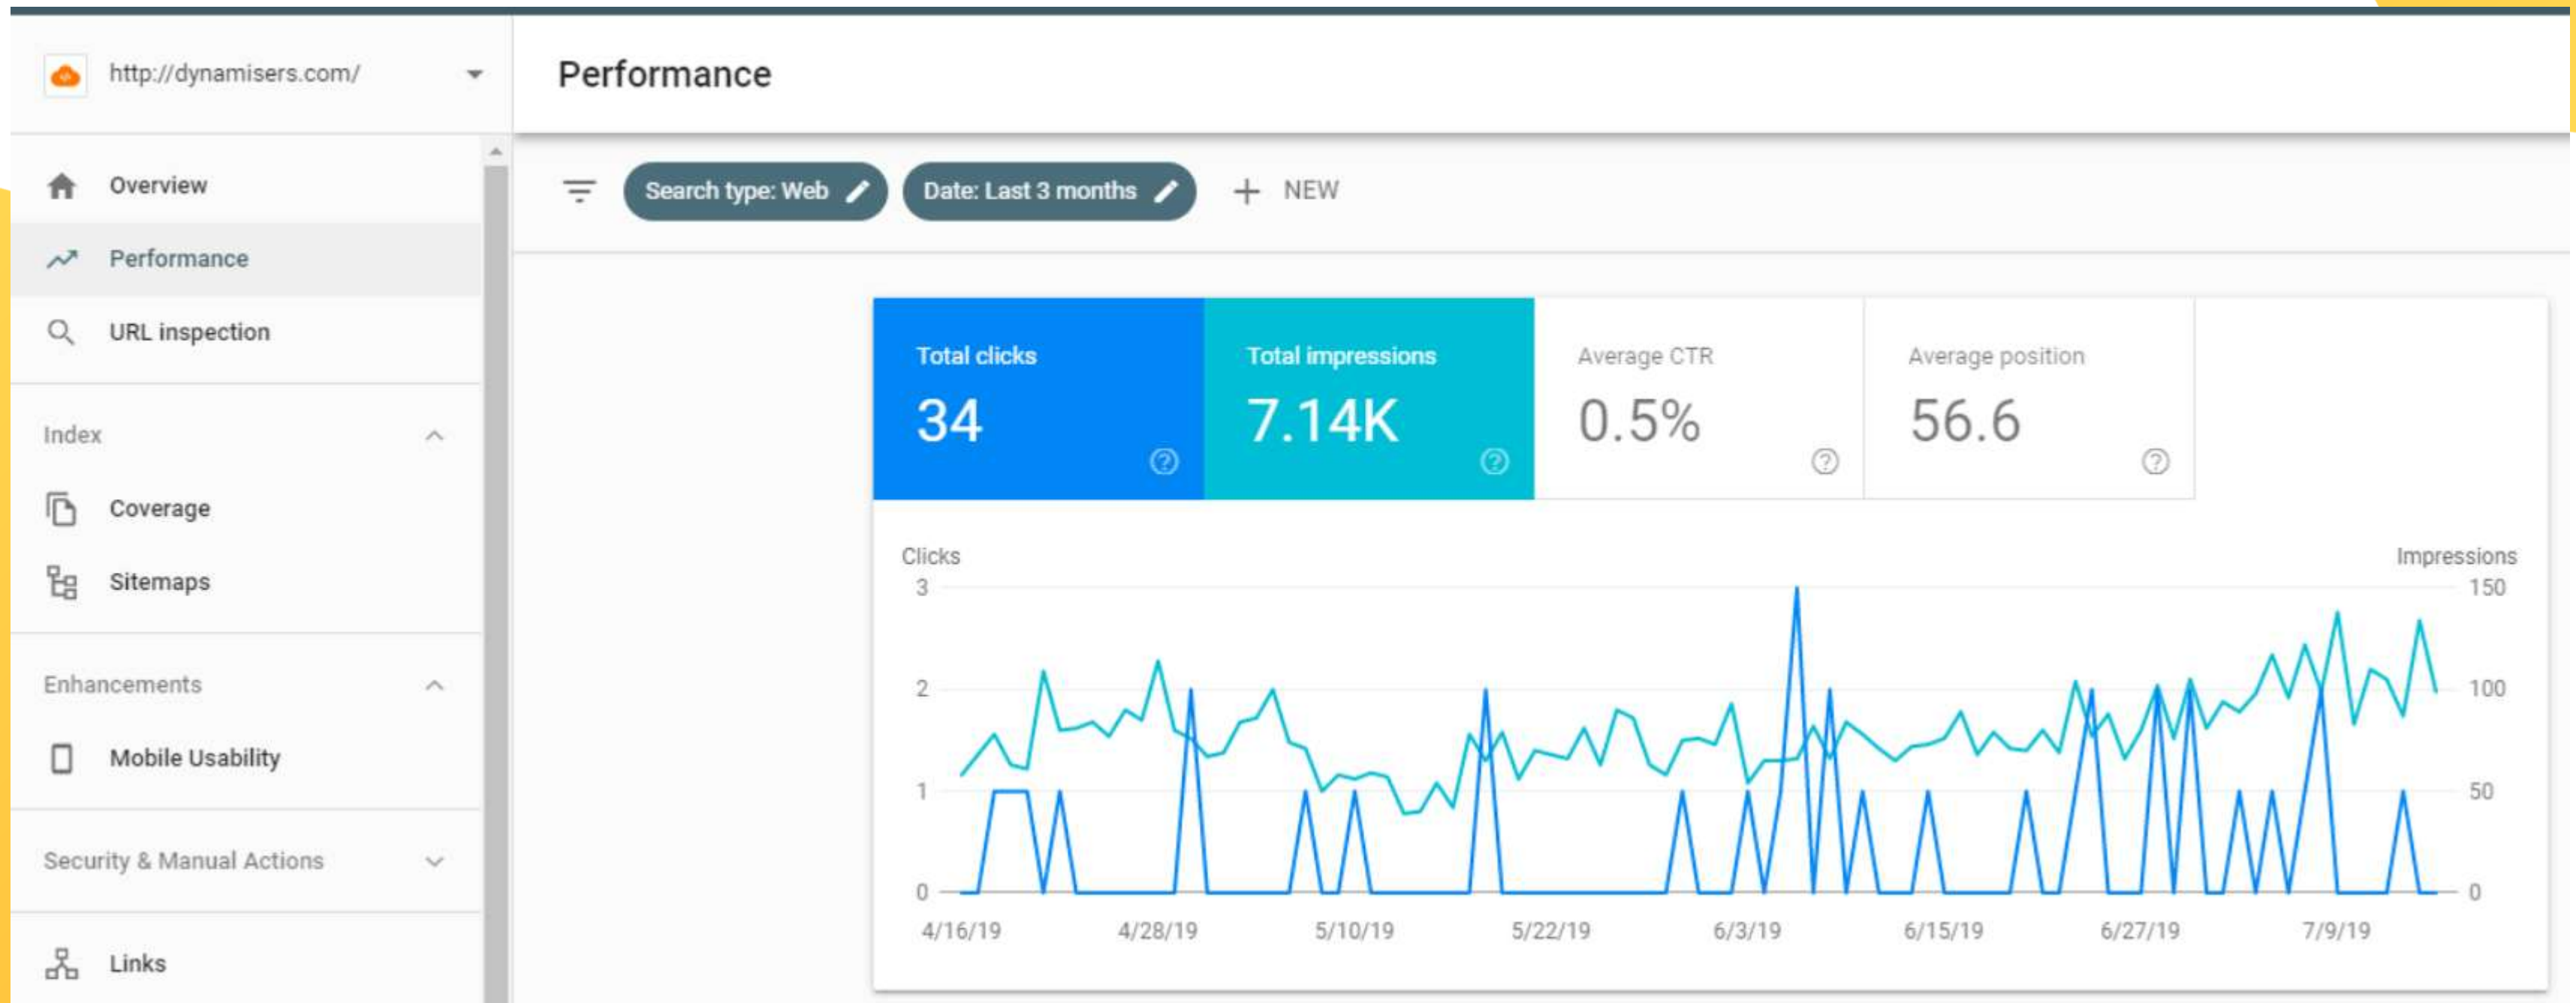 http://dynamisers.com/
Performance
Overview
Performance
URL inspection
Index
Coverage
Sitemaps
Enhancements
Mobile Usability
Security & Manual Actions
Links
Search type: Web
Date: Last 3 months
+ NEW
Total clicks
34
Total impressions
7.14K
Average CTR
0.5%
Average position
56.6
Clicks
Impressions
3
150
2
100
1
50
0
0
4/16/19 4/28/19 5/10/19 5/22/19 6/3/19 6/15/19 6/27/19 7/9/19